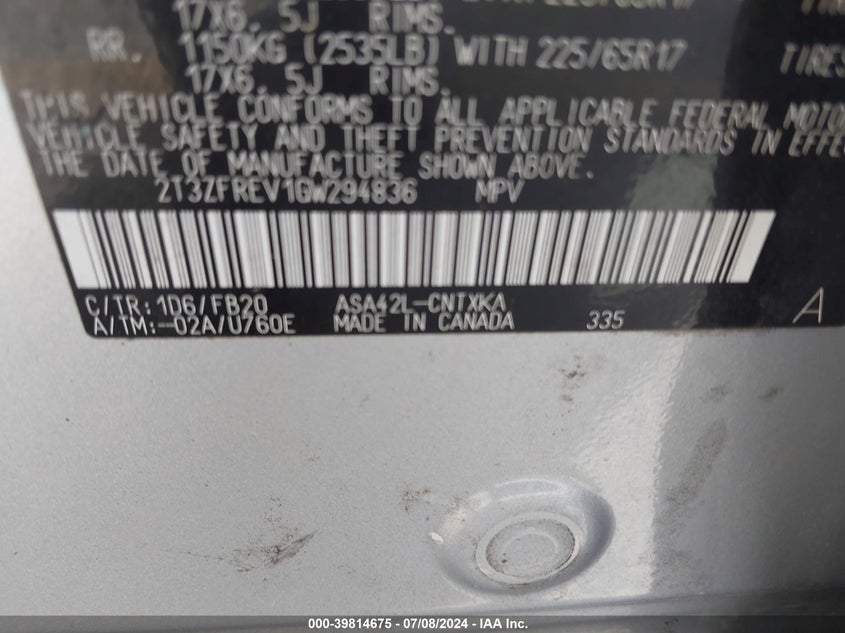 17X6. 5J RIMS.
RR. 1150KG (2535LB) WITH 225/65R17 TIRES
17X6. 5J RIMS.
THIS VEHICLE CONFORMS TO ALL APPLICABLE FEDERAL MOTOR
VEHICLE SAFETY AND THEFT PREVENTION STANDARDS IN EFFE
THE DATE OF MANUFACTURE SHOWN ABOVE.
2T3ZFREV1GW294836 MPV
C/TR:1D6/FB20 ASA42L-CNTXKA
A/TM:-02A/U760E MADE IN CANADA 335 A
000-39814675 - 07/08/2024 - IAA Inc.